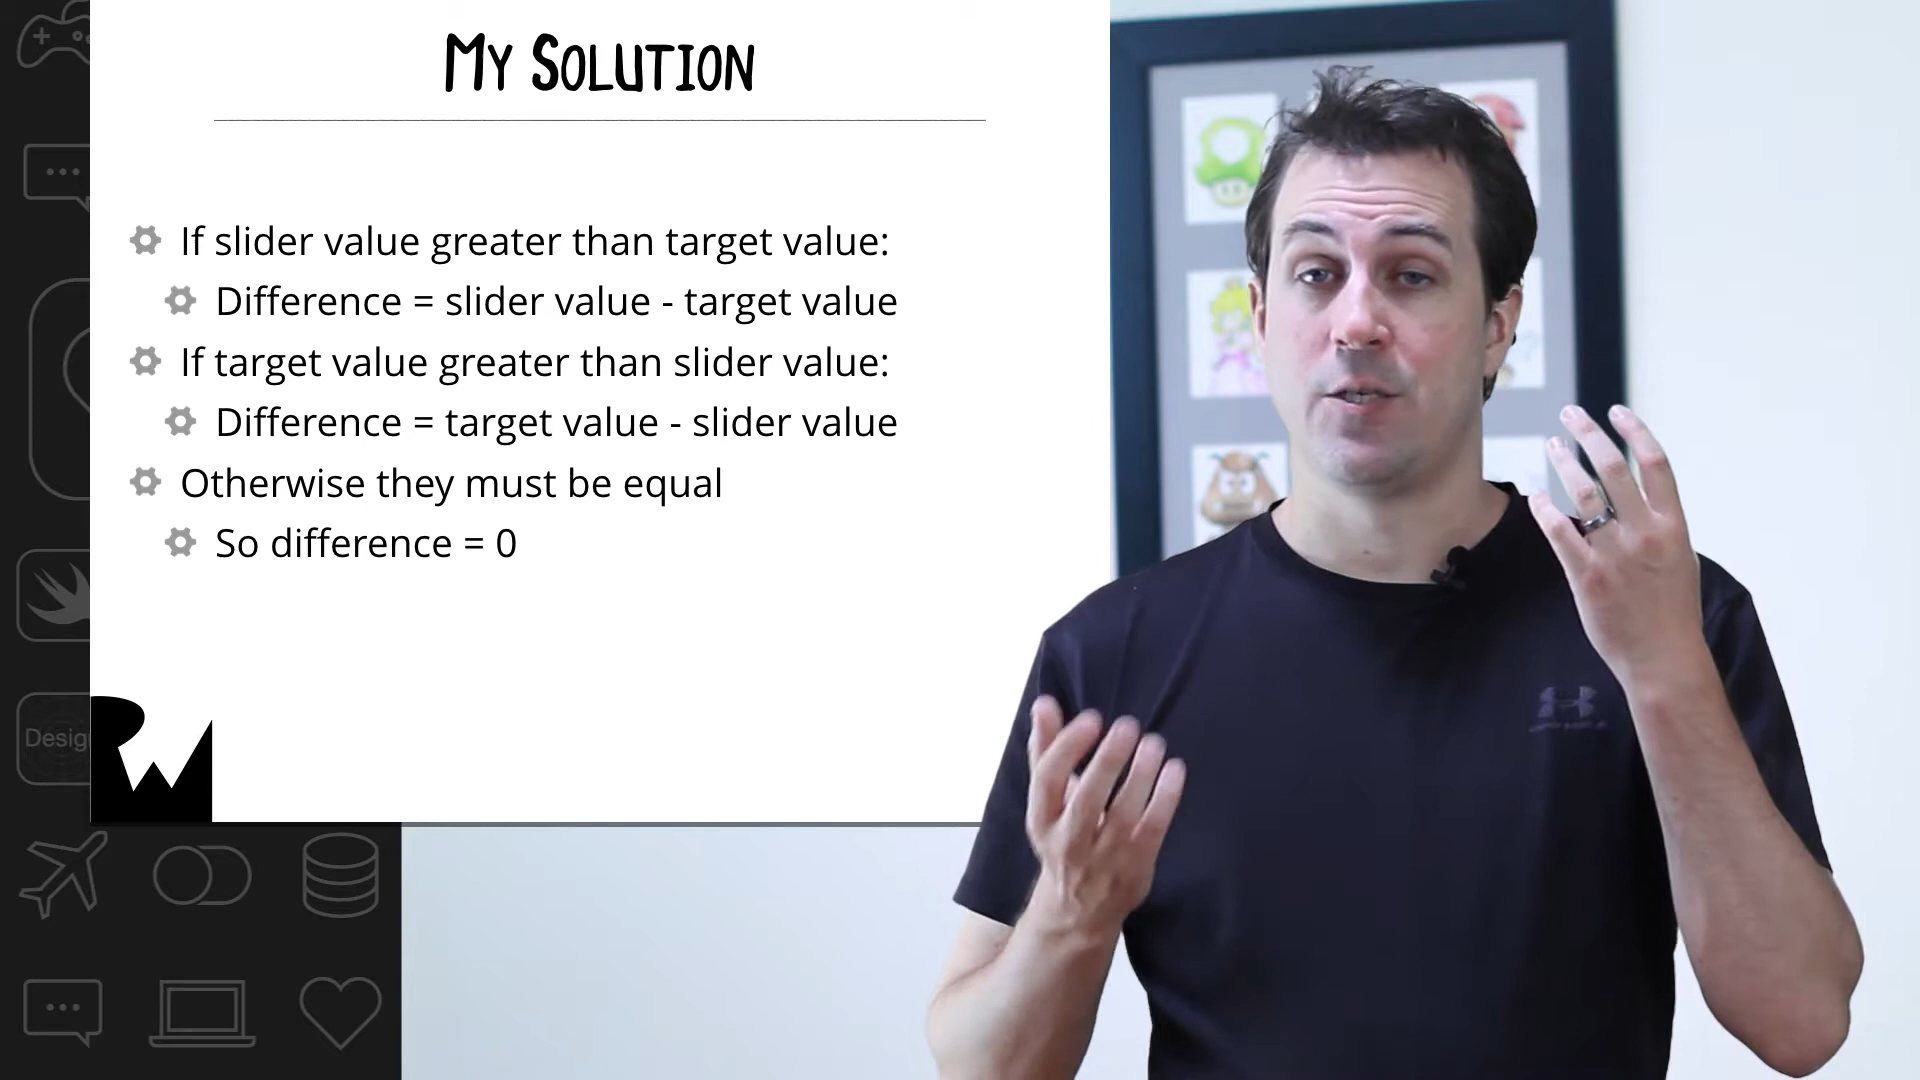 My Solution
If slider value greater than target value:
Difference = slider value - target value
If target value greater than slider value:
Difference = target value - slider value
Otherwise they must be equal
So difference = 0
Desig